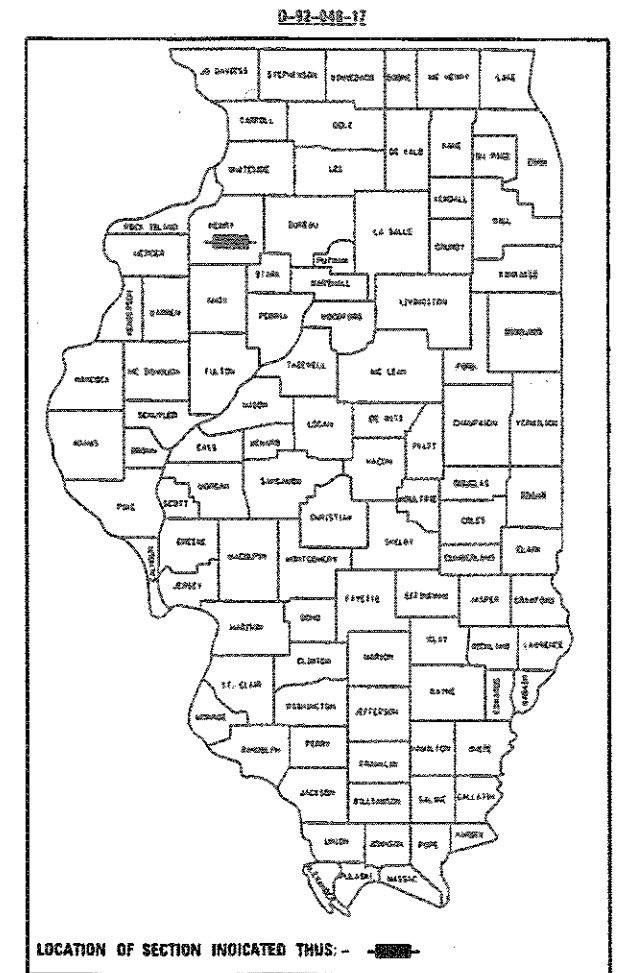 D-92-048-17
JO DAVIESS STEPHENSON WINNEBAGO BOONE MC HENRY LAKE
CARROLL OGLE
DE KALB KANE DU PAGE COOK
WHITESIDE LEE
KENDALL WILL
ROCK ISLAND HENRY BUREAU LA SALLE GRUNDY
MERCER PUTNAM KANKAKEE
STARK MARSHALL
HENDERSON WARREN KNOX PEORIA WOODFORD LIVINGSTON IROQUOIS
HANCOCK MC DONOUGH FULTON TAZEWELL MC LEAN FORD
SCHUYLER MASON LOGAN DE WITT CHAMPAIGN VERMILION
ADAMS BROWN CASS MENARD MACON PIATT
PIKE SCOTT MORGAN SANGAMON MOULTRIE DOUGLAS EDGAR
CHRISTIAN COLES
CALHOUN GREENE MACOUPIN MONTGOMERY SHELBY CUMBERLAND CLARK
JERSEY FAYETTE EFFINGHAM JASPER CRAWFORD
MADISON BOND CLAY RICHLAND LAWRENCE
CLINTON MARION
ST. CLAIR WAYNE EDWARDS WABASH
MONROE WASHINGTON JEFFERSON
RANDOLPH PERRY HAMILTON WHITE
FRANKLIN
JACKSON WILLIAMSON SALINE GALLATIN
UNION JOHNSON POPE HARDIN
ALEXANDER PULASKI MASSAC
LOCATION OF SECTION INDICATED THUS: -